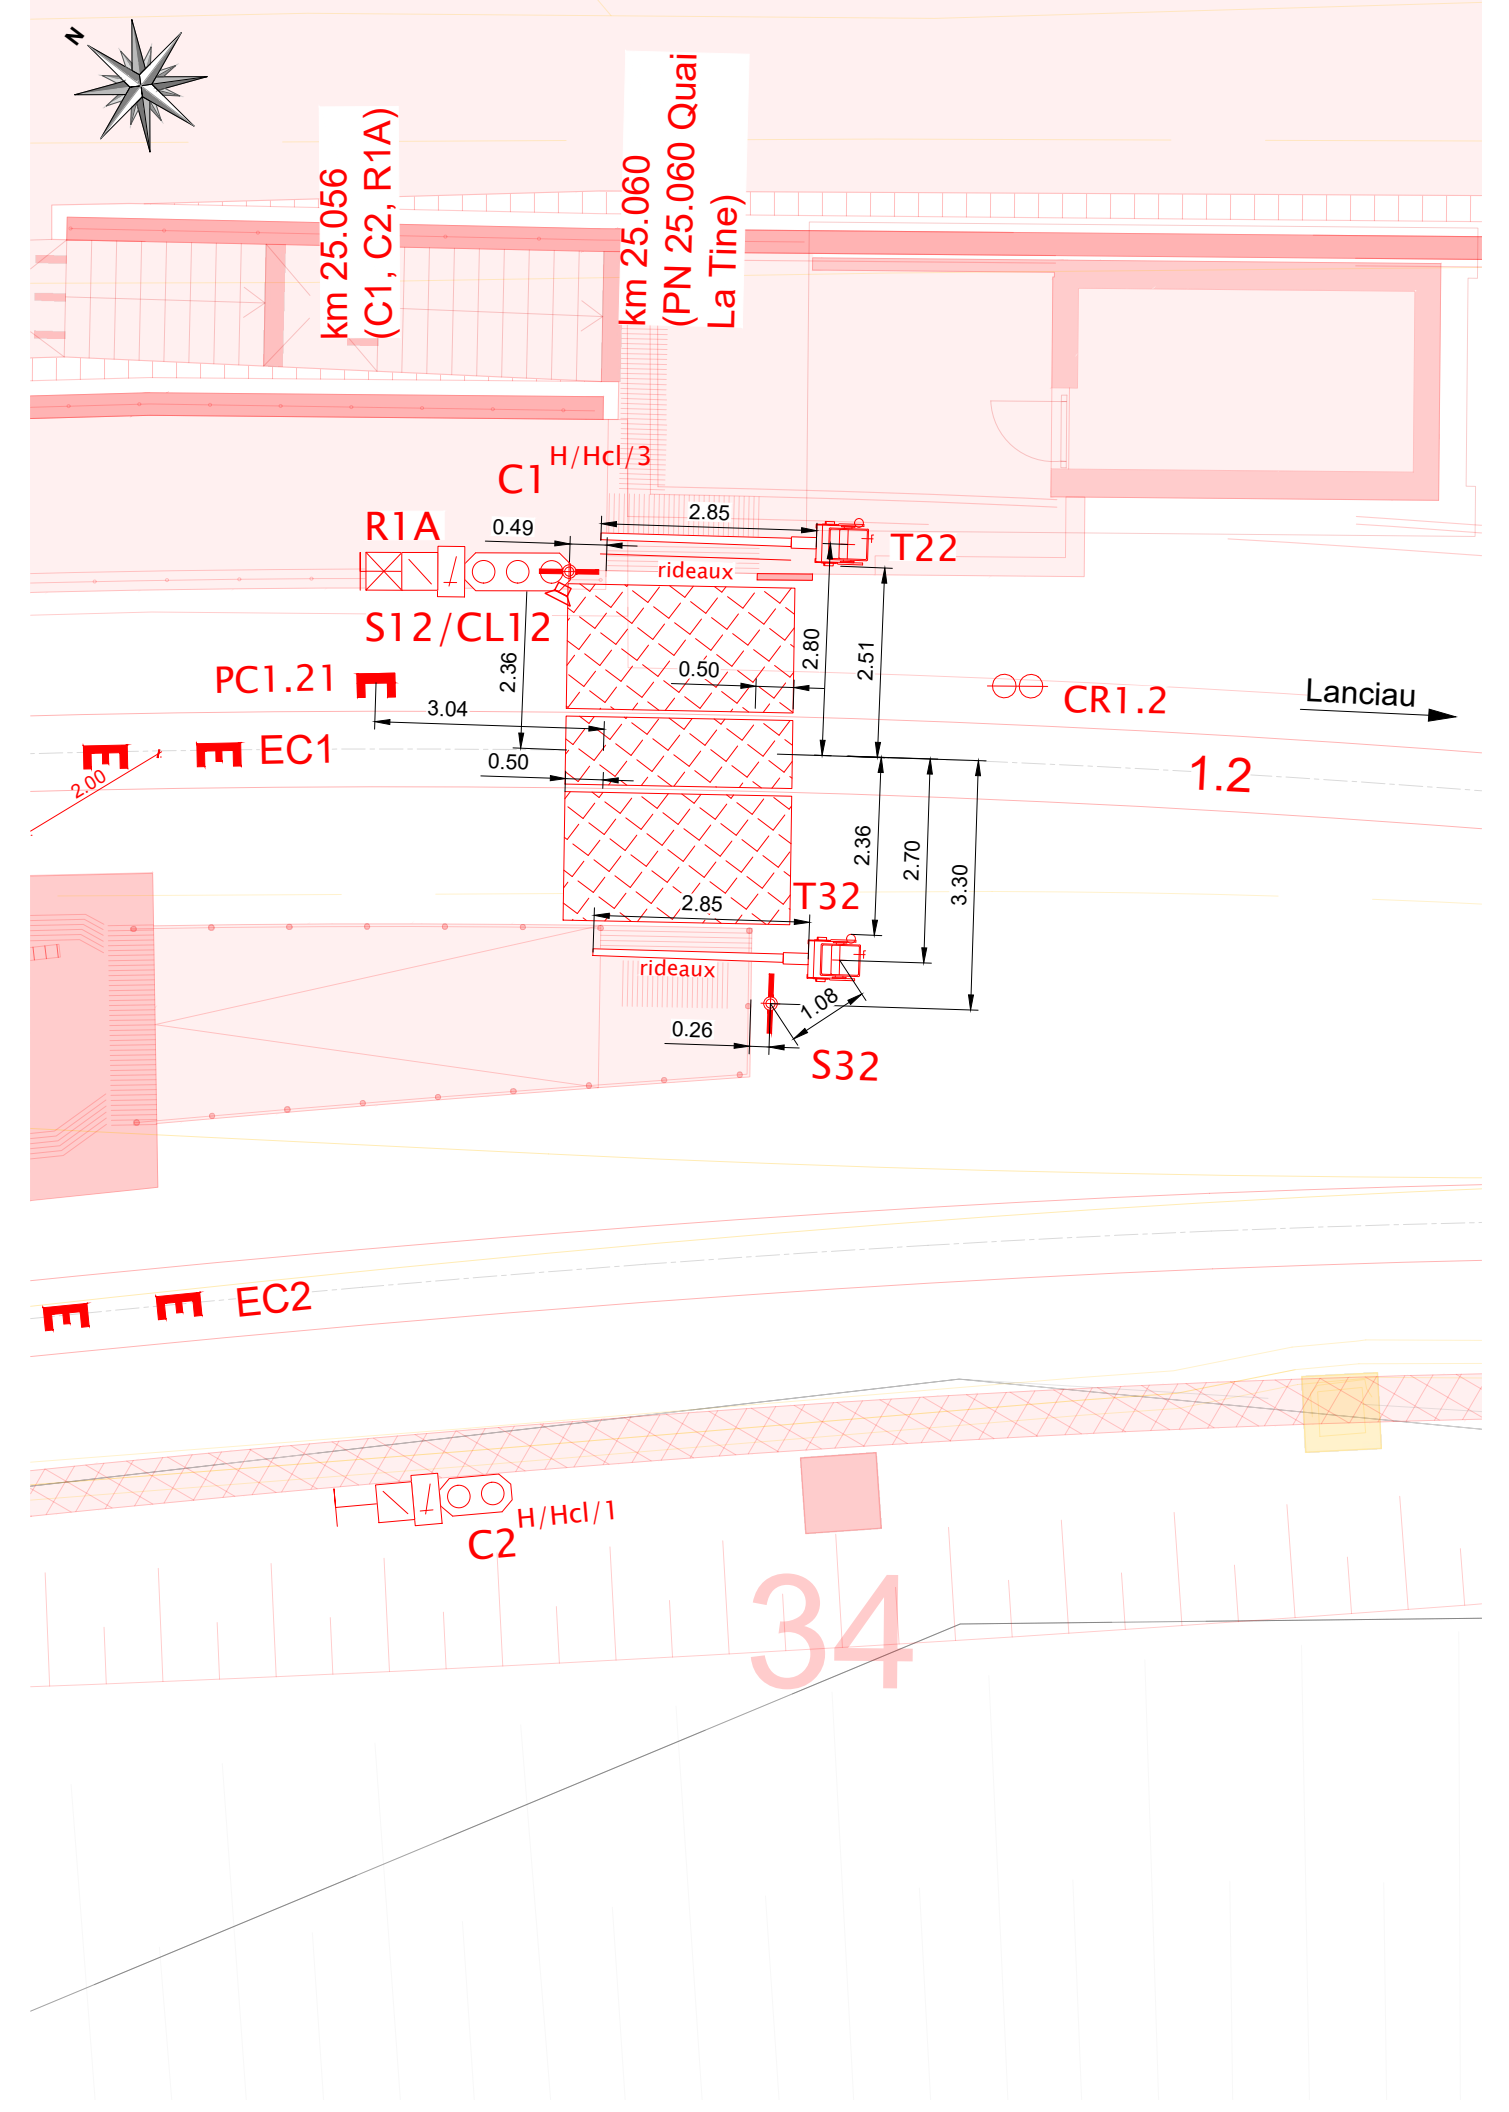 N
km 25.056
(C1, C2, R1A)
km 25.060
(PN 25.060 Quai
La Tine)
C1 H/Hcl/3
R1A
0.49
2.85
T22
rideaux
S12/CL12
2.36
2.80
2.51
PC1.21
0.50
3.04
CR1.2
Lanciau
EC1
0.50
1.2
2.00
2.36
2.70
3.30
T32
2.85
rideaux
1.08
0.26
S32
E E EC2
C2 H/Hcl/1
34